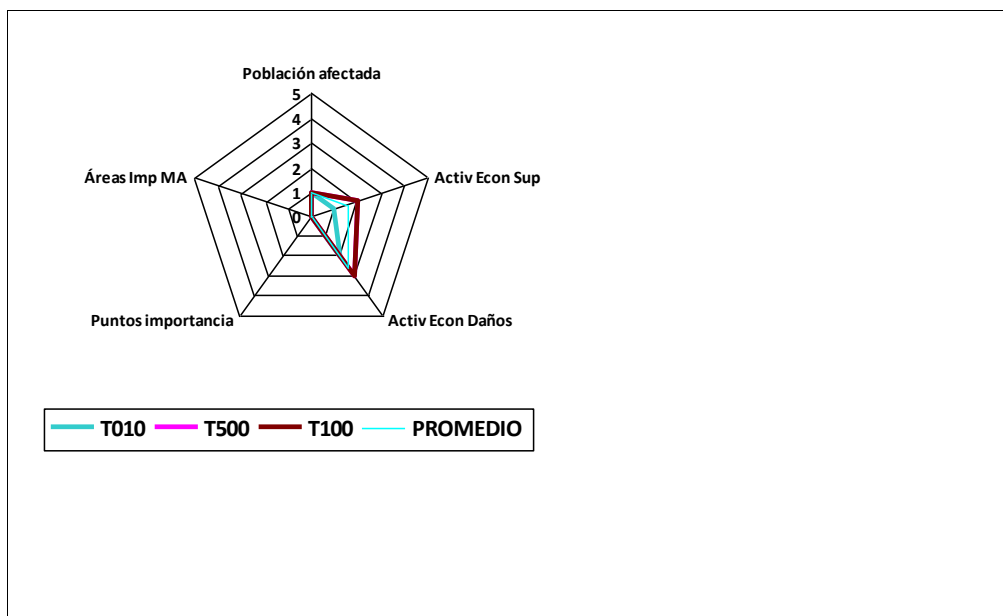 Población afectada
5
4
3
2
1
0
Áreas Imp MA
Activ Econ Sup
Puntos importancia
Activ Econ Daños
T010 T500 T100 PROMEDIO